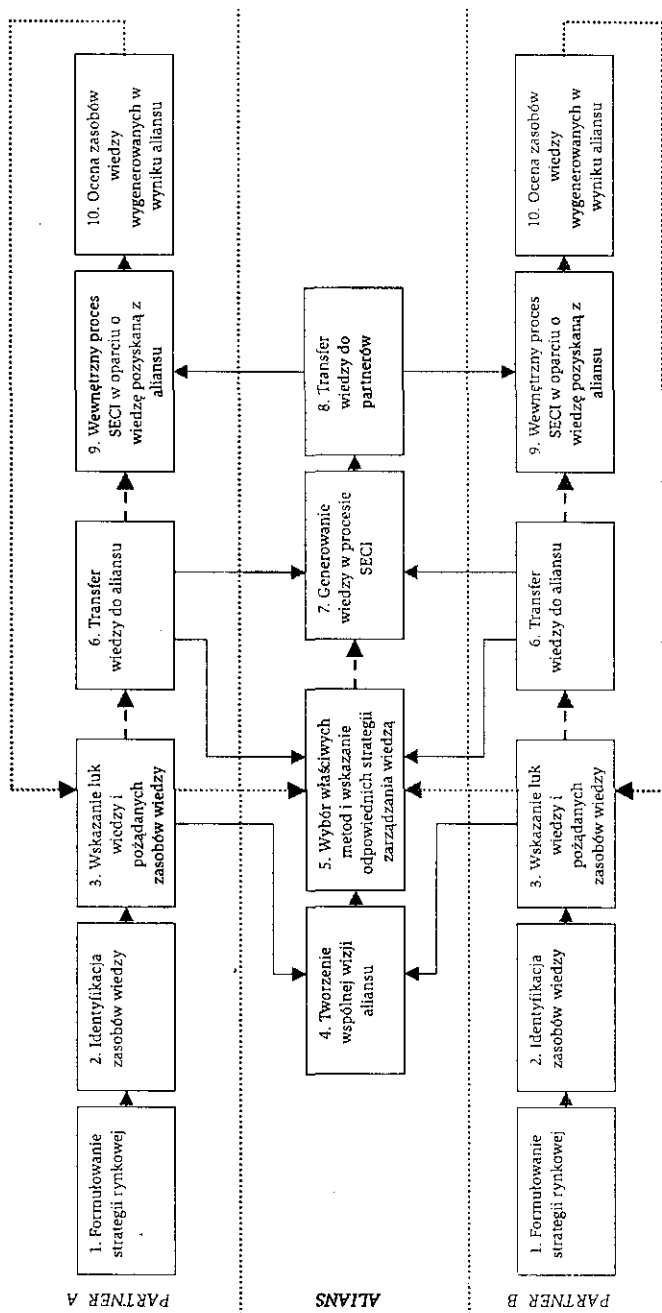 PARTNER A
1. Formułowanie
strategii rynkowej
2. Identyfikacja
zasobów wiedzy
3. Wskazanie luk
wiedzy i
pożądanych
zasobów wiedzy
6. Transfer
wiedzy do aliansu
9. Wewnętrzny proces
SECI w oparciu o
wiedzę pozyskaną z
aliansu
10. Ocena zasobów
wiedzy
wygenerowanych w
wyniku aliansu
ALIANS
4. Tworzenie
wspólnej wizji
aliansu
5. Wybór właściwych
metod i wskazanie
odpowiednich strategii
zarządzania wiedzą
7. Generowanie
wiedzy w procesie
SECI
8. Transfer
wiedzy do
partnerów
PARTNER B
1. Formułowanie
strategii rynkowej
2. Identyfikacja
zasobów wiedzy
3. Wskazanie luk
wiedzy i
pożądanych
zasobów wiedzy
6. Transfer
wiedzy do aliansu
9. Wewnętrzny proces
SECI w oparciu o
wiedzę pozyskaną z
aliansu
10. Ocena zasobów
wiedzy
wygenerowanych w
wyniku aliansu